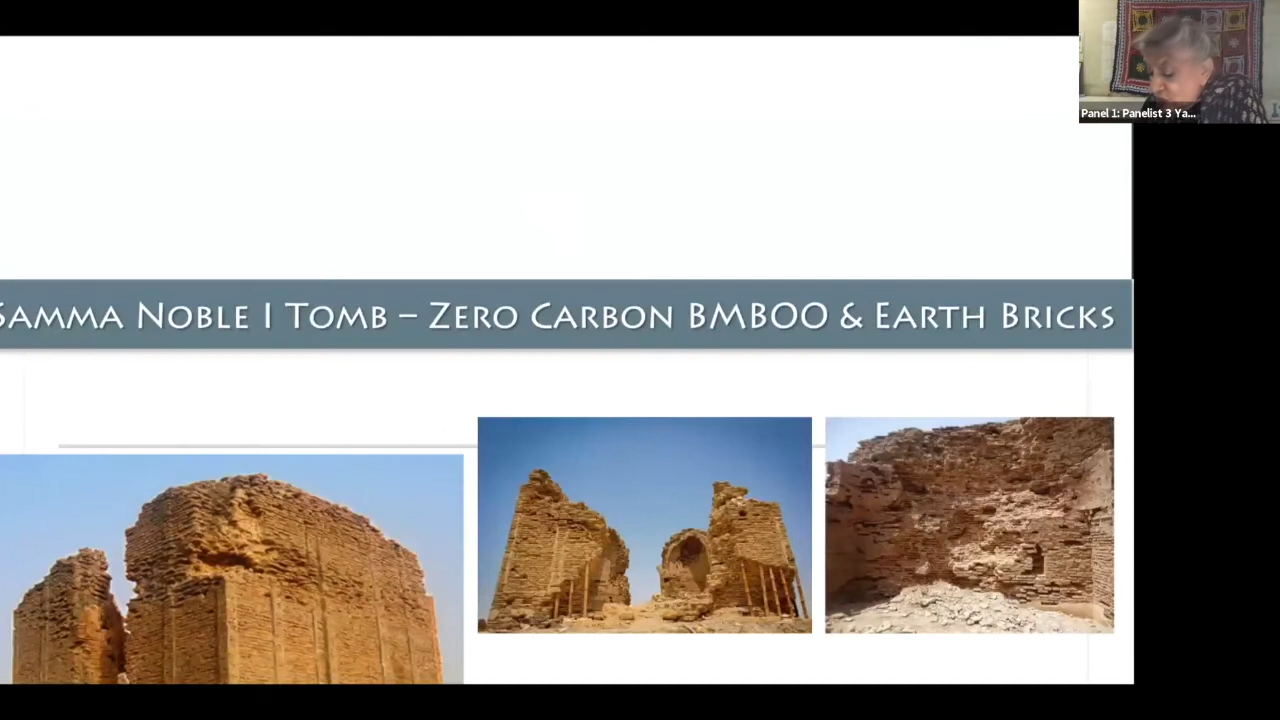 Panel 1: Panelist 3 Ya...
SAMMA NOBLE I TOMB – ZERO CARBON BMBOO & EARTH BRICKS